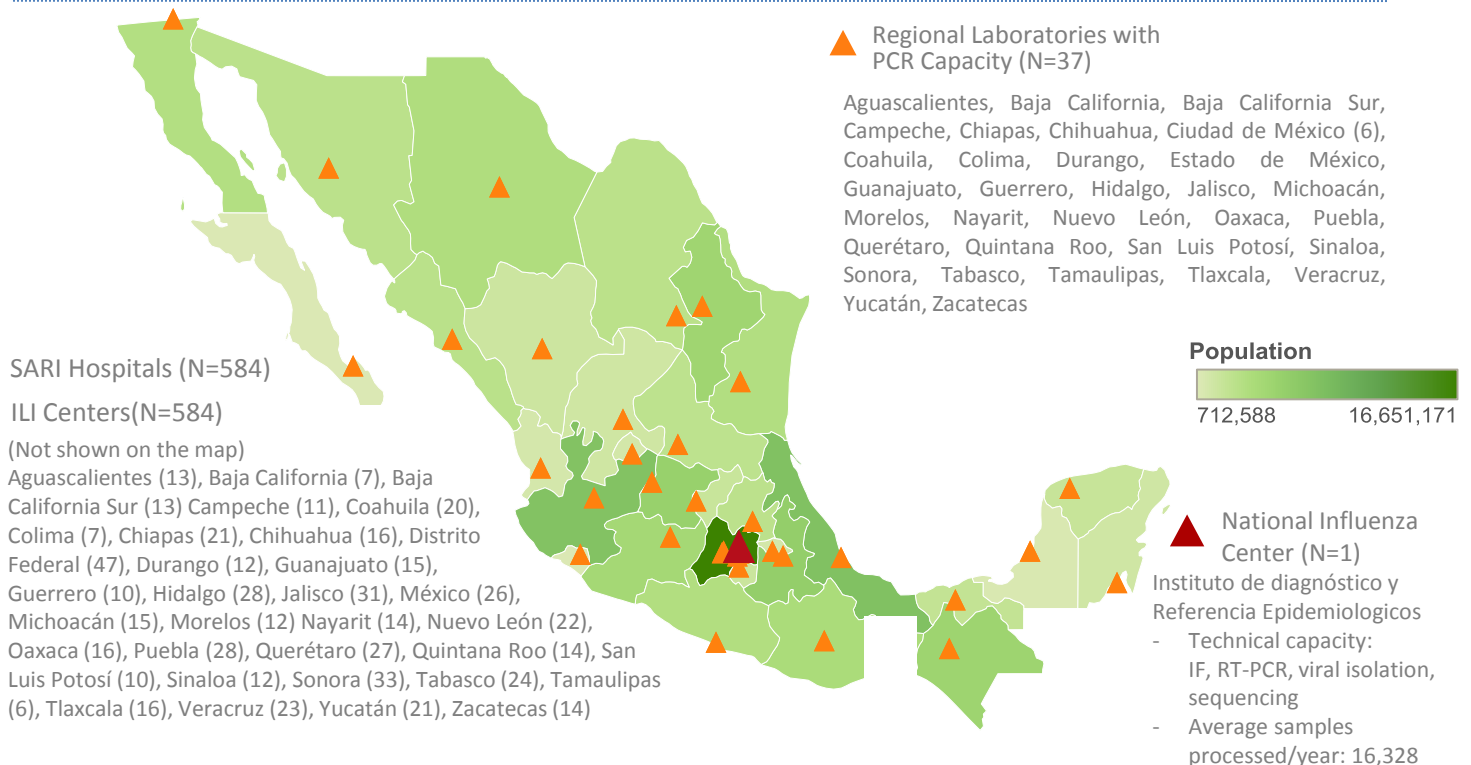 Regional Laboratories with
PCR Capacity (N=37)
Aguascalientes, Baja California, Baja California Sur,
Campeche, Chiapas, Chihuahua, Ciudad de México (6),
Coahuila, Colima, Durango, Estado de México,
Guanajuato, Guerrero, Hidalgo, Jalisco, Michoacán,
Morelos, Nayarit, Nuevo León, Oaxaca, Puebla,
Querétaro, Quintana Roo, San Luis Potosí, Sinaloa,
Sonora, Tabasco, Tamaulipas, Tlaxcala, Veracruz,
Yucatán, Zacatecas
Population
712,588 16,651,171
SARI Hospitals (N=584)
ILI Centers(N=584)
(Not shown on the map)
Aguascalientes (13), Baja California (7), Baja
California Sur (13) Campeche (11), Coahuila (20),
Colima (7), Chiapas (21), Chihuahua (16), Distrito
Federal (47), Durango (12), Guanajuato (15),
Guerrero (10), Hidalgo (28), Jalisco (31), México (26),
Michoacán (15), Morelos (12) Nayarit (14), Nuevo León (22),
Oaxaca (16), Puebla (28), Querétaro (27), Quintana Roo (14), San
Luis Potosí (10), Sinaloa (12), Sonora (33), Tabasco (24), Tamaulipas
(6), Tlaxcala (16), Veracruz (23), Yucatán (21), Zacatecas (14)
National Influenza
Center (N=1)
Instituto de diagnóstico y
Referencia Epidemiologicos
- Technical capacity:
IF, RT-PCR, viral isolation,
sequencing
- Average samples
processed/year: 16,328